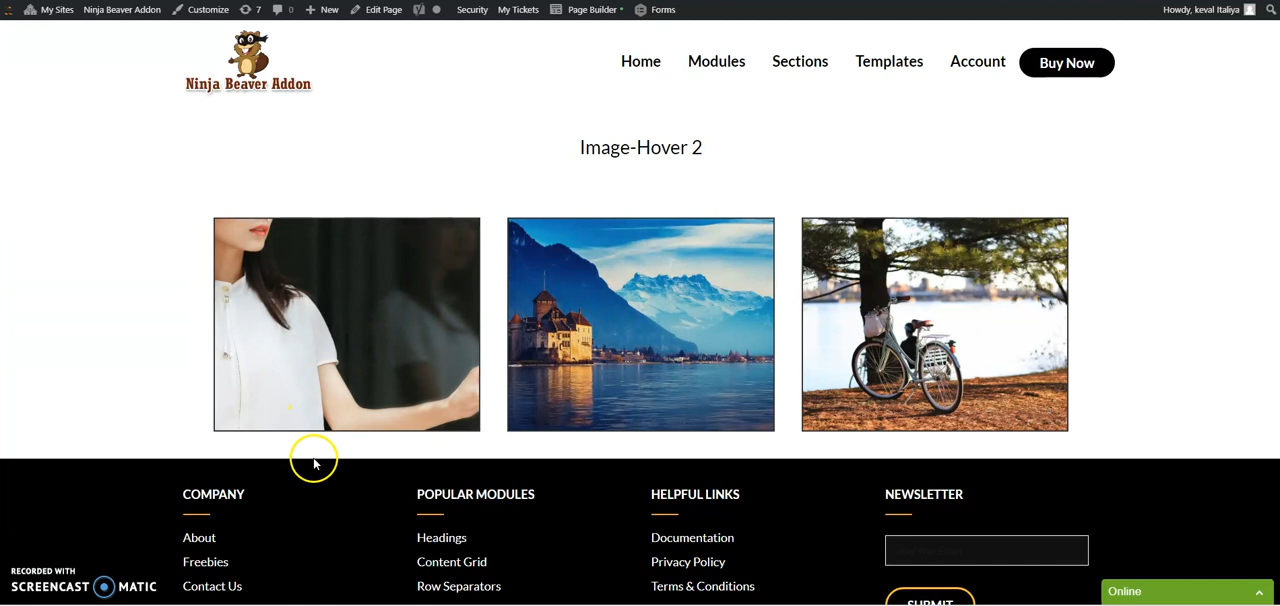 My Sites Ninja Beaver Addon Customize 7 0 New Edit Page Security My Tickets Page Builder Forms Howdy, keval Italiya
Ninja Beaver Addon
Home Modules Sections Templates Account Buy Now
Image-Hover 2
COMPANY POPULAR MODULES HELPFUL LINKS NEWSLETTER
About Headings Documentation
Freebies Content Grid Privacy Policy
Contact Us Row Separators Terms & Conditions
SUBMIT
RECORDED WITH
SCREENCAST MATIC
Online